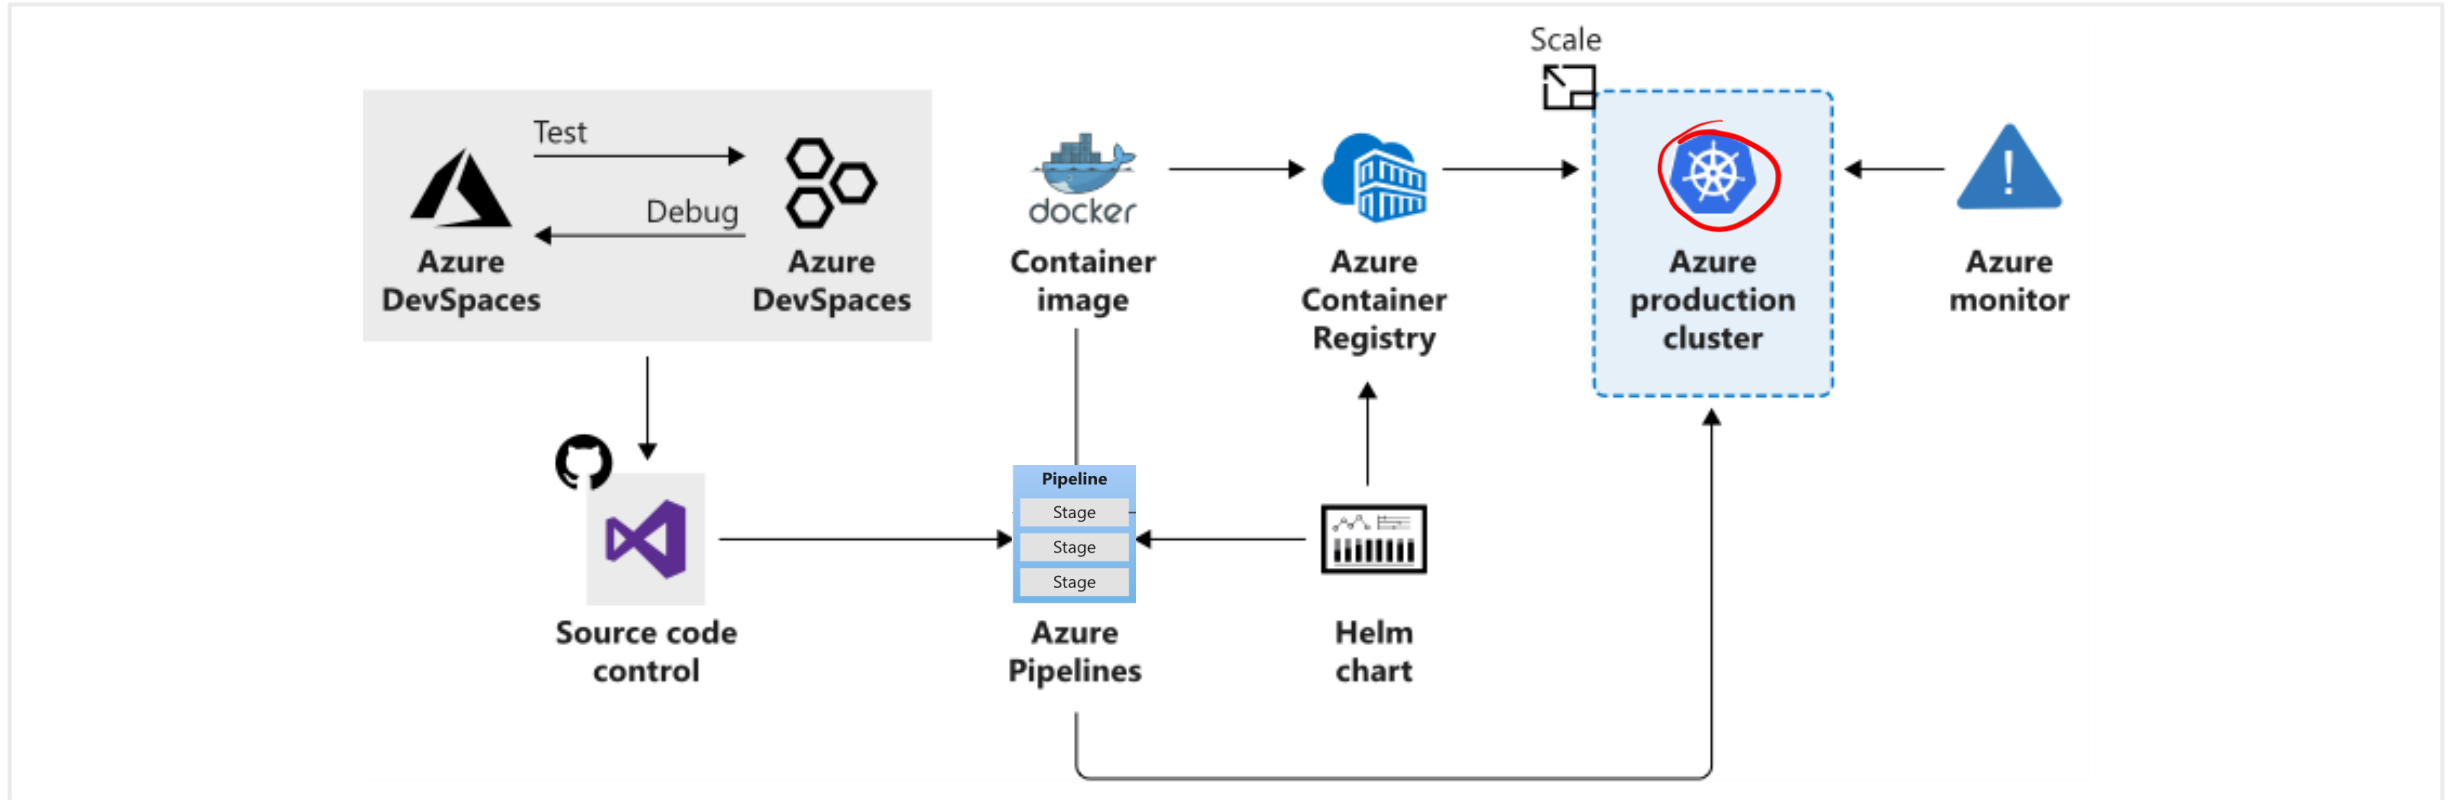 Scale
Test
Debug
Azure
DevSpaces
Azure
DevSpaces
docker
Container
image
Azure
Container
Registry
Azure
production
cluster
Azure
monitor
Pipeline
Stage
Stage
Stage
Source code
control
Azure
Pipelines
Helm
chart